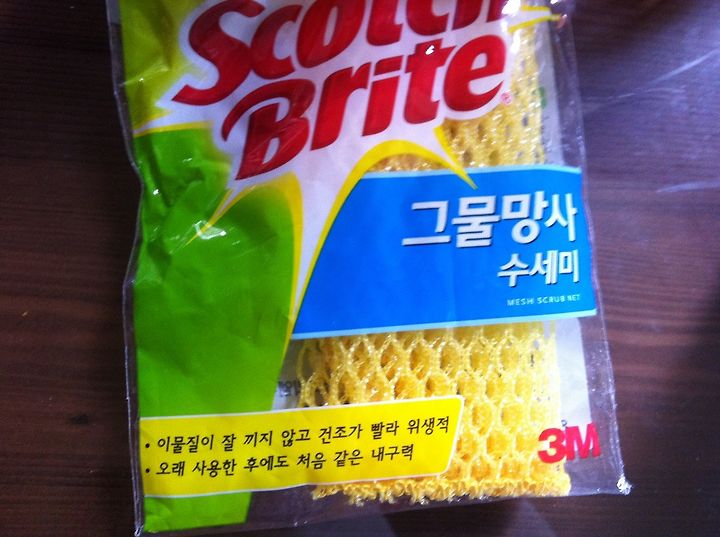 Scotch
Brite®
그물망사
수세미
MESH SCRUB NET
• 이물질이 잘 끼지 않고 건조가 빨라 위생적
• 오래 사용한 후에도 처음 같은 내구력
3M